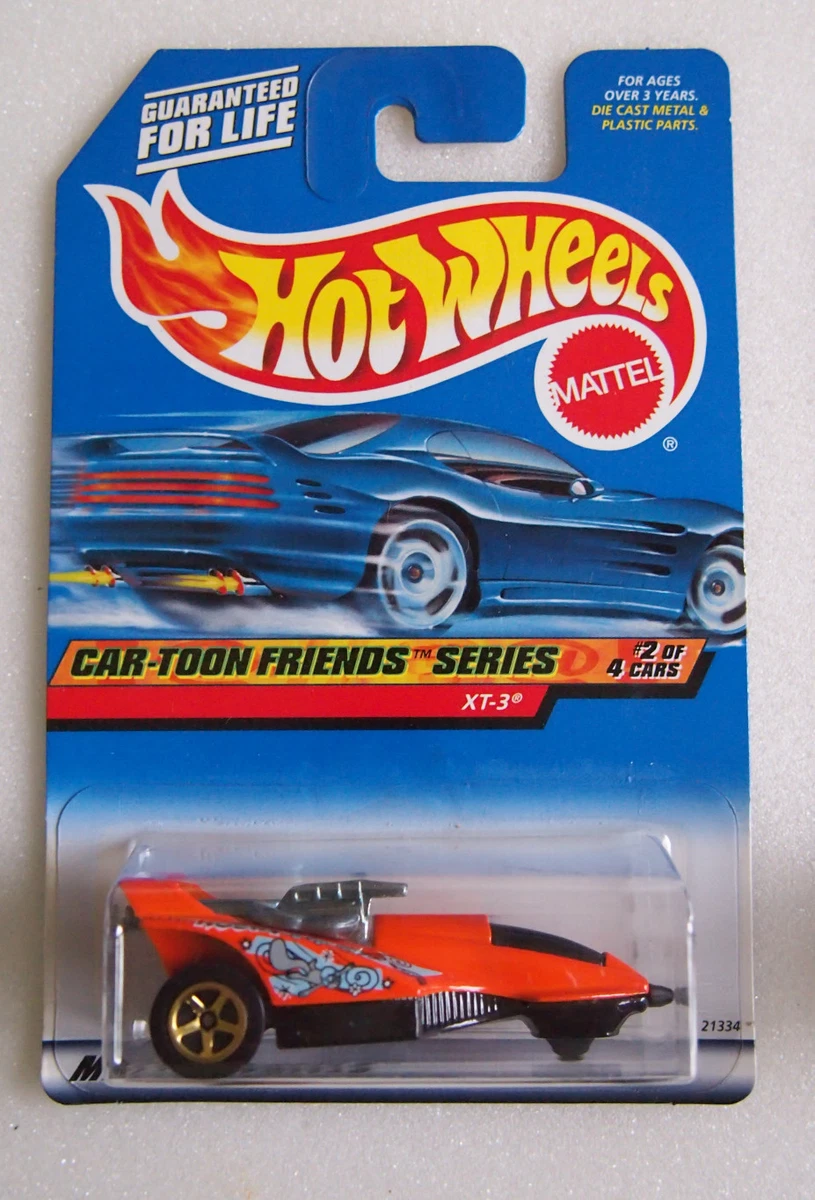 GUARANTEED
FOR LIFE
FOR AGES
OVER 3 YEARS.
DIE CAST METAL &
PLASTIC PARTS.
HOT WHEELS
MATTEL
®
CAR-TOON FRIENDS™ SERIES
#2 OF
4 CARS
XT-3®
21334